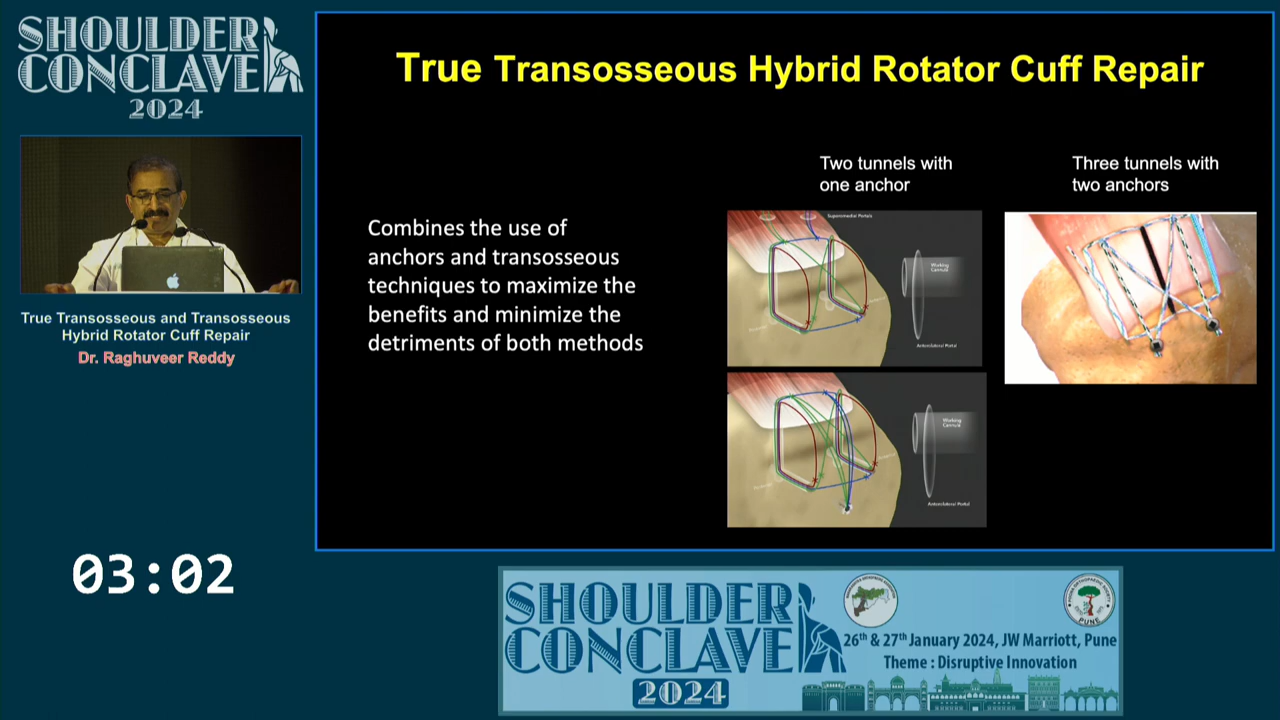 SHOULDER
CONCLAVE
2024
True Transosseous and Transosseous
Hybrid Rotator Cuff Repair
Dr. Raghuveer Reddy
03:02
True Transosseous Hybrid Rotator Cuff Repair
Combines the use of
anchors and transosseous
techniques to maximize the
benefits and minimize the
detriments of both methods
Two tunnels with
one anchor
Superomedial Portals
Working
Cannula
Anterolateral Portal
Working
Cannula
Anterolateral Portal
Three tunnels with
two anchors
SHOULDER
CONCLAVE
2024
PUNE
26th & 27th January 2024, JW Marriott, Pune
Theme : Disruptive Innovation